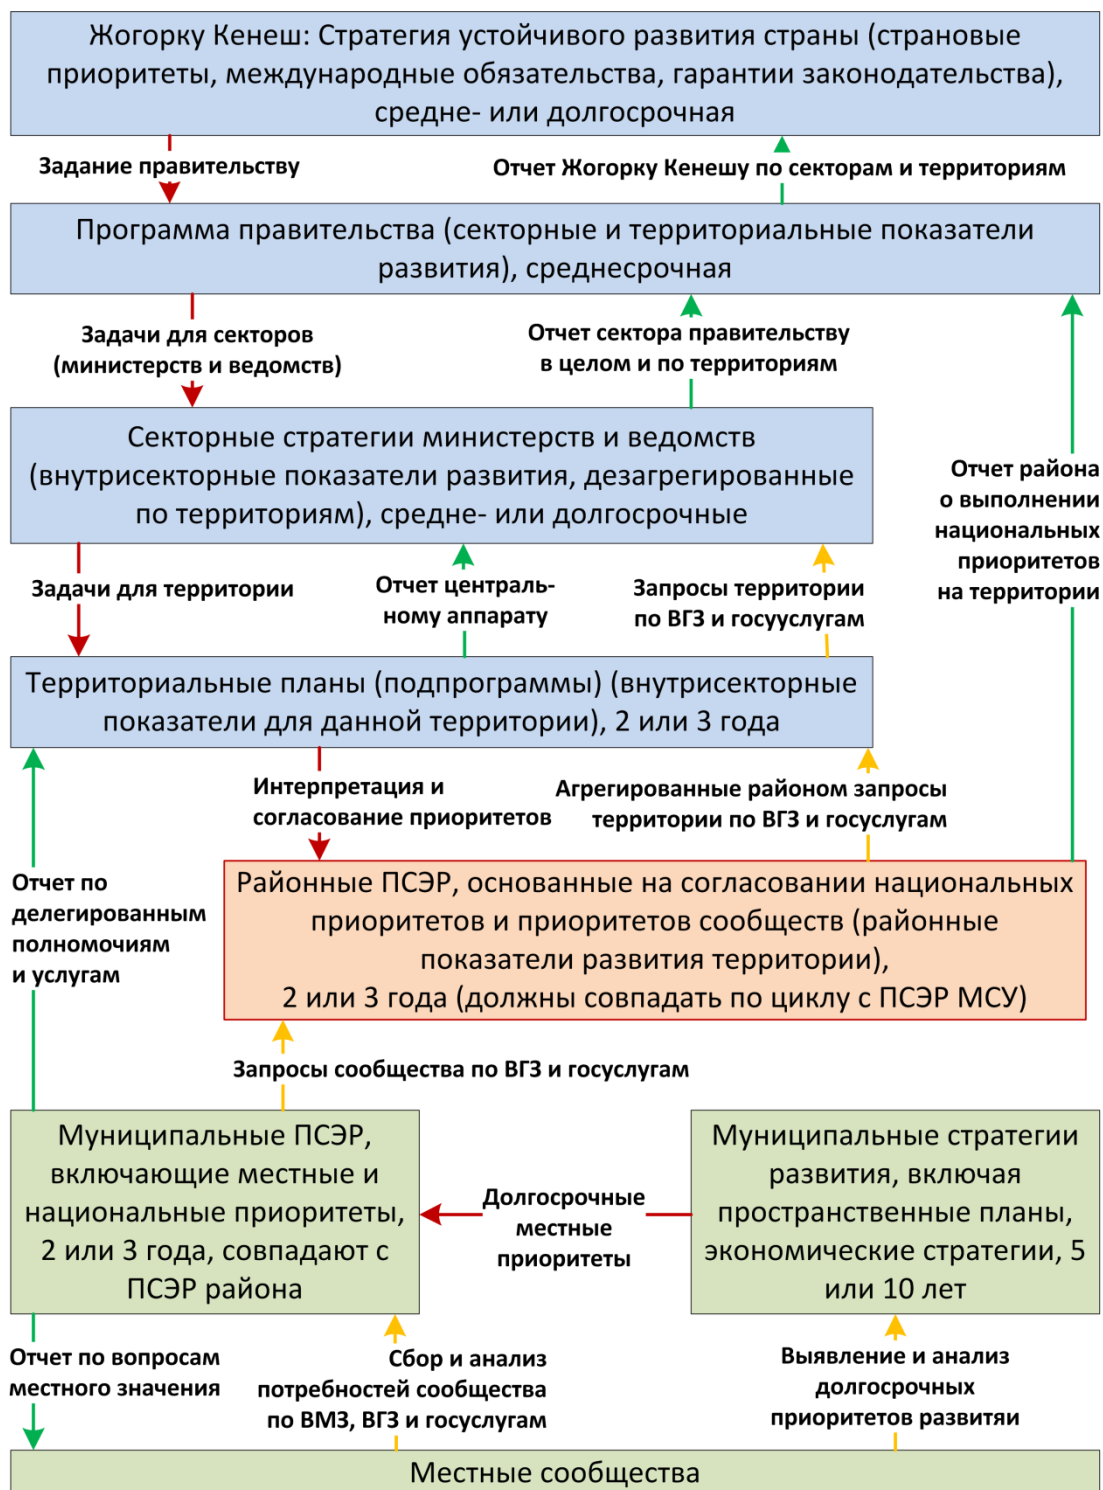 Жогорку Кенеш: Стратегия устойчивого развития страны (страновые
приоритеты, международные обязательства, гарантии законодательства),
средне- или долгосрочная
Задание правительству
Отчет Жогорку Кенешу по секторам и территориям
Программа правительства (секторные и территориальные показатели
развития), среднесрочная
Задачи для секторов
(министерств и ведомств)
Отчет сектора правительству
в целом и по территориям
Секторные стратегии министерств и ведомств
(внутрисекторные показатели развития, дезагрегированные
по территориям), средне- или долгосрочные
Отчет района
о выполнении
национальных
приоритетов
на территории
Задачи для территории
Отчет централь-
ному аппарату
Запросы территории
по ВГЗ и госууслугам
Территориальные планы (подпрограммы) (внутрисекторные
показатели для данной территории), 2 или 3 года
Интерпретация и
согласование приоритетов
Агрегированные районом запросы
территории по ВГЗ и госуслугам
Отчет по
делегированным
полномочиям
и услугам
Районные ПСЭР, основанные на согласовании национальных
приоритетов и приоритетов сообществ (районные
показатели развития территории),
2 или 3 года (должны совпадать по циклу с ПСЭР МСУ)
Запросы сообщества по ВГЗ и госуслугам
Муниципальные ПСЭР,
включающие местные и
национальные приоритеты,
2 или 3 года, совпадают с
ПСЭР района
Долгосрочные
местные
приоритеты
Муниципальные стратегии
развития, включая
пространственные планы,
экономические стратегии, 5
или 10 лет
Отчет по вопросам
местного значения
Сбор и анализ
потребностей сообщества
по ВМЗ, ВГЗ и госуслугам
Выявление и анализ
долгосрочных
приоритетов развитяи
Местные сообщества